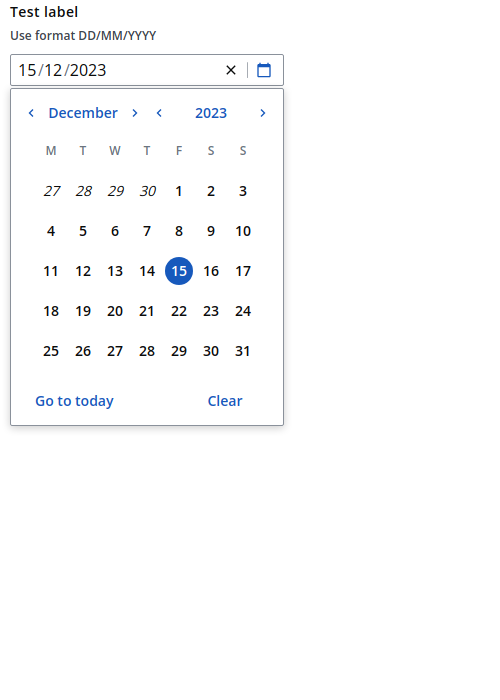 Test label
Use format DD/MM/YYYY
15/12/2023
December 2023
M T W T F S S
27 28 29 30 1 2 3
4 5 6 7 8 9 10
11 12 13 14 15 16 17
18 19 20 21 22 23 24
25 26 27 28 29 30 31
Go to today Clear